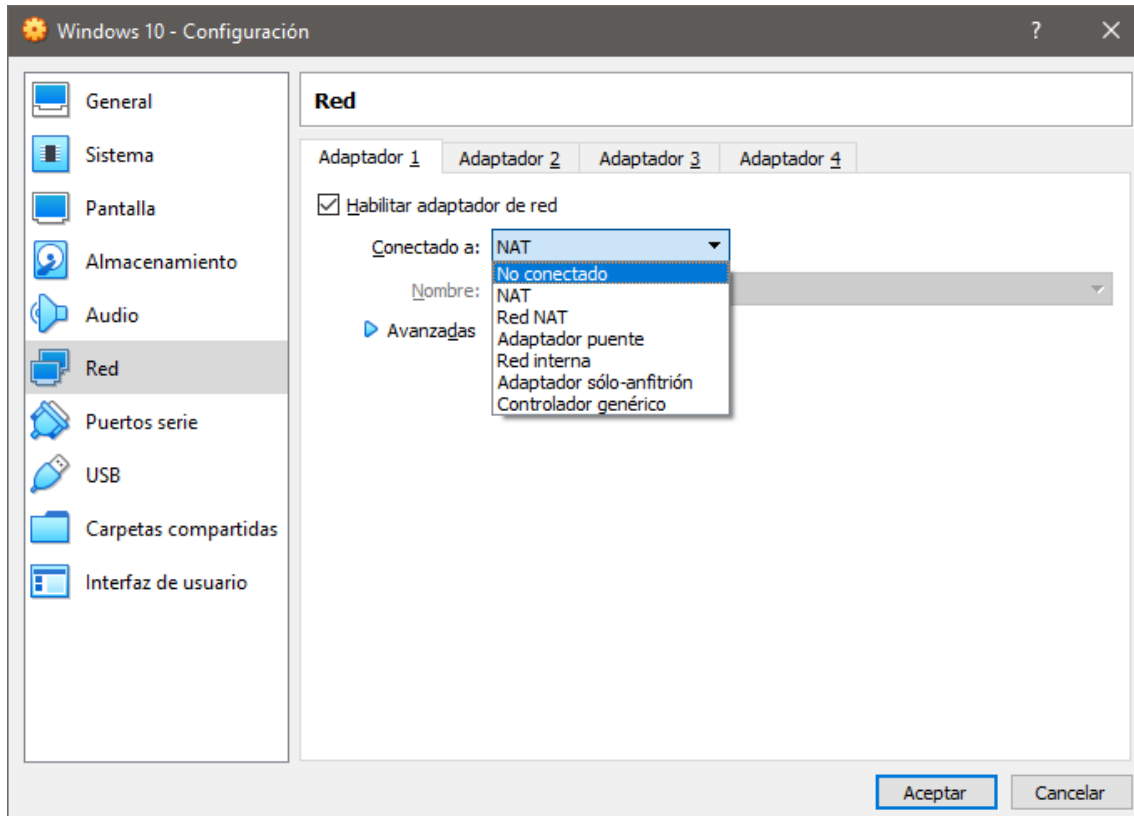 Windows 10 - Configuración
?
General
Sistema
Pantalla
Almacenamiento
Audio
Red
Puertos serie
USB
Carpetas compartidas
Interfaz de usuario
Red
Adaptador 1 Adaptador 2 Adaptador 3 Adaptador 4
Habilitar adaptador de red
Conectado a: NAT
No conectado
Nombre:
NAT
Red NAT
Avanzadas
Adaptador puente
Red interna
Adaptador sólo-anfitrión
Controlador genérico
Aceptar Cancelar